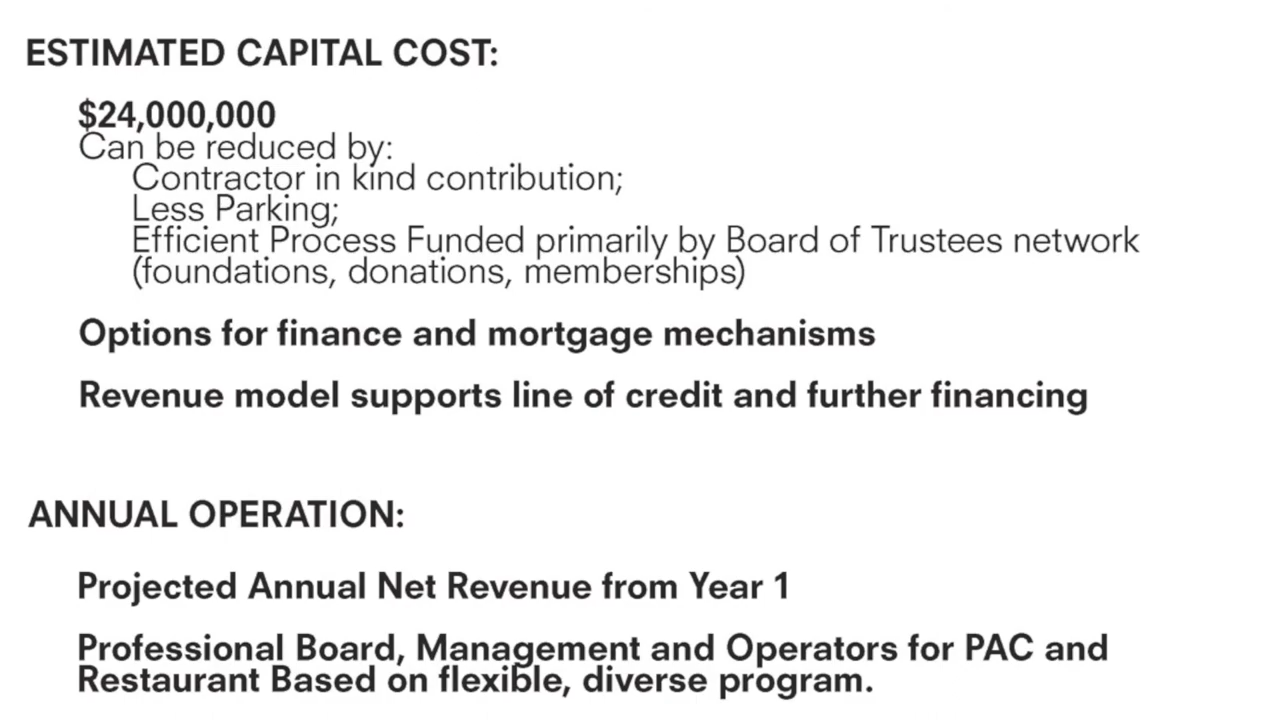 ESTIMATED CAPITAL COST:
$24,000,000
Can be reduced by:
Contractor in kind contribution;
Less Parking;
Efficient Process Funded primarily by Board of Trustees network
(foundations, donations, memberships)
Options for finance and mortgage mechanisms
Revenue model supports line of credit and further financing
ANNUAL OPERATION:
Projected Annual Net Revenue from Year 1
Professional Board, Management and Operators for PAC and
Restaurant Based on flexible, diverse program.